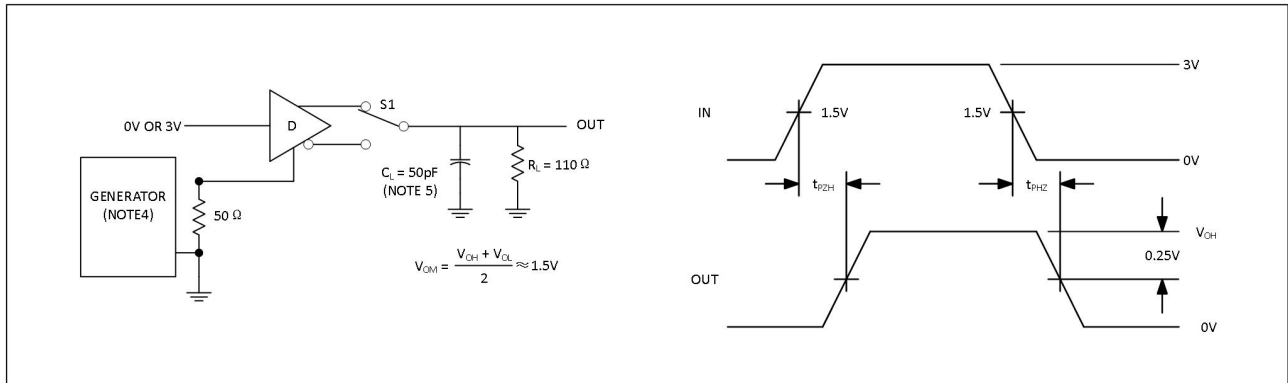 S1
0V OR 3V
D
OUT
C_L = 50pF
(NOTE 5)
R_L = 110 Ω
GENERATOR
(NOTE4)
50 Ω
V_OM = (V_OH + V_OL) / 2 ≈ 1.5V
3V
IN
1.5V
1.5V
0V
t_PZH
t_PHZ
V_OH
0.25V
OUT
0V